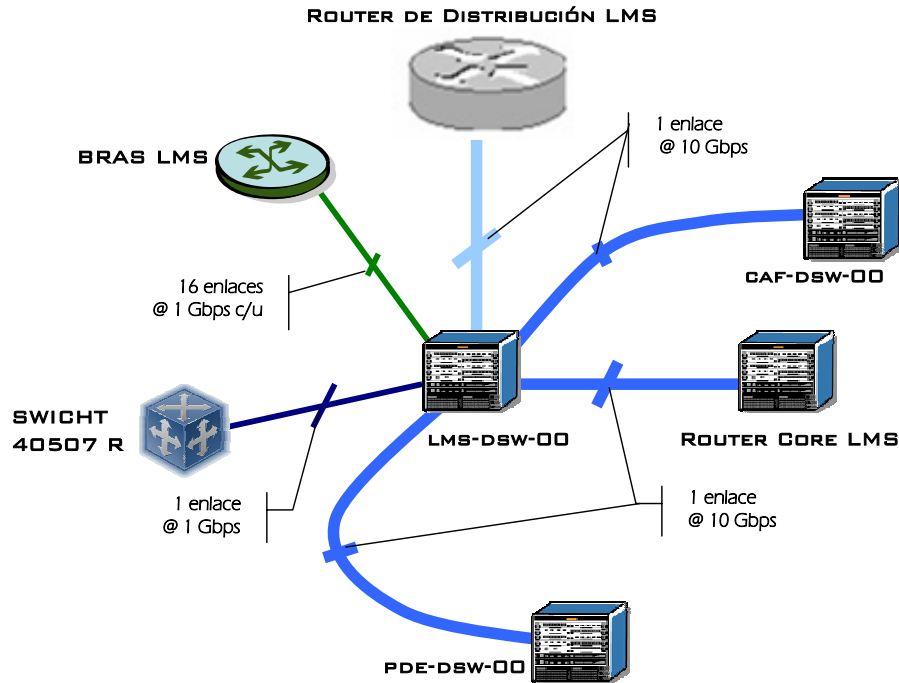 Router de Distribución LMS
1 enlace
@ 10 Gbps
BRAS LMS
16 enlaces
@ 1 Gbps c/u
caf-dsw-00
SWICHT
40507 R
lms-dsw-00
Router Core LMS
1 enlace
@ 1 Gbps
1 enlace
@ 10 Gbps
pde-dsw-00